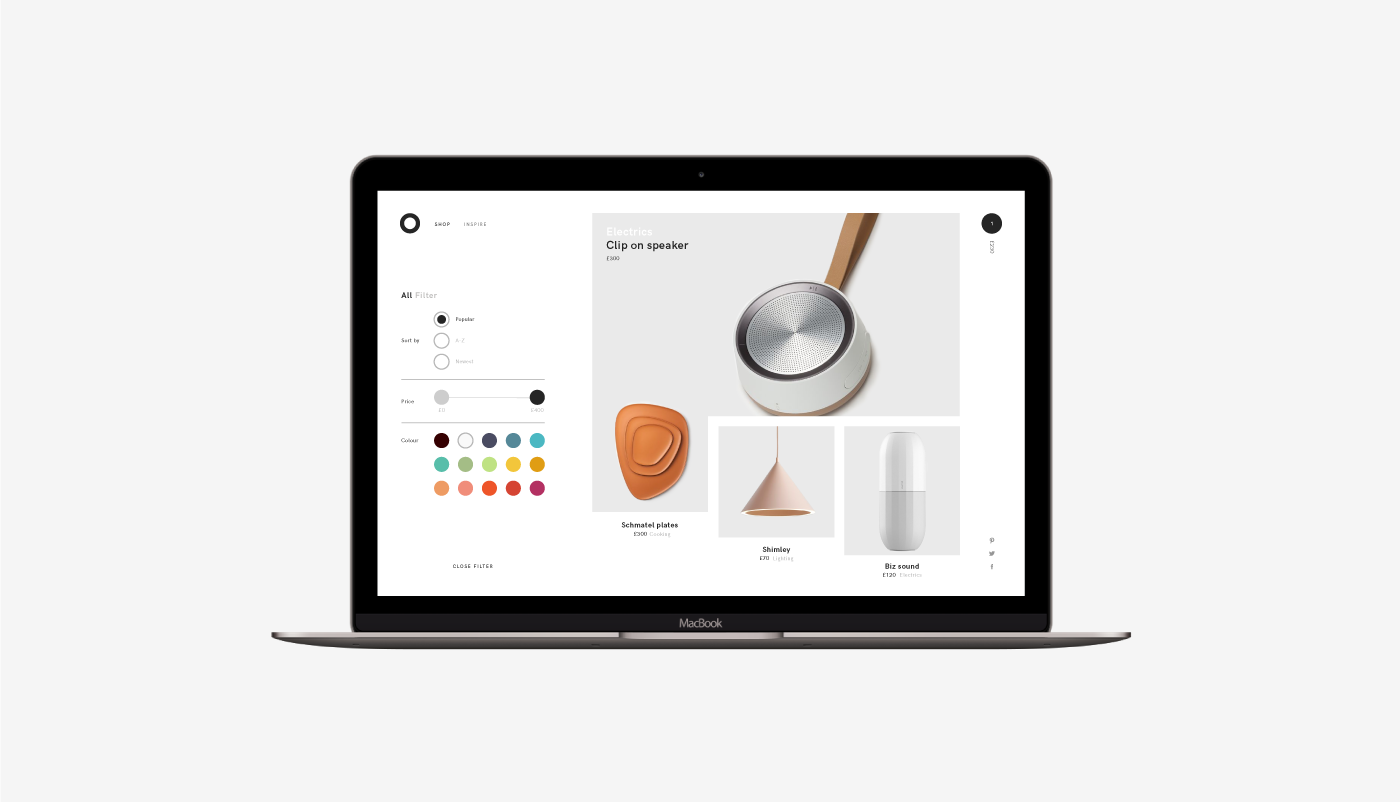 SHOP INSPIRE
All Filter
Sort by
Popular
A-Z
Newest
Price
£0 £400
Colour
CLOSE FILTER
Electrics
Clip on speaker
£300
Schmatel plates
£300 Cooking
Shimley
£70 Lighting
Biz sound
£120 Electrics
1
MacBook